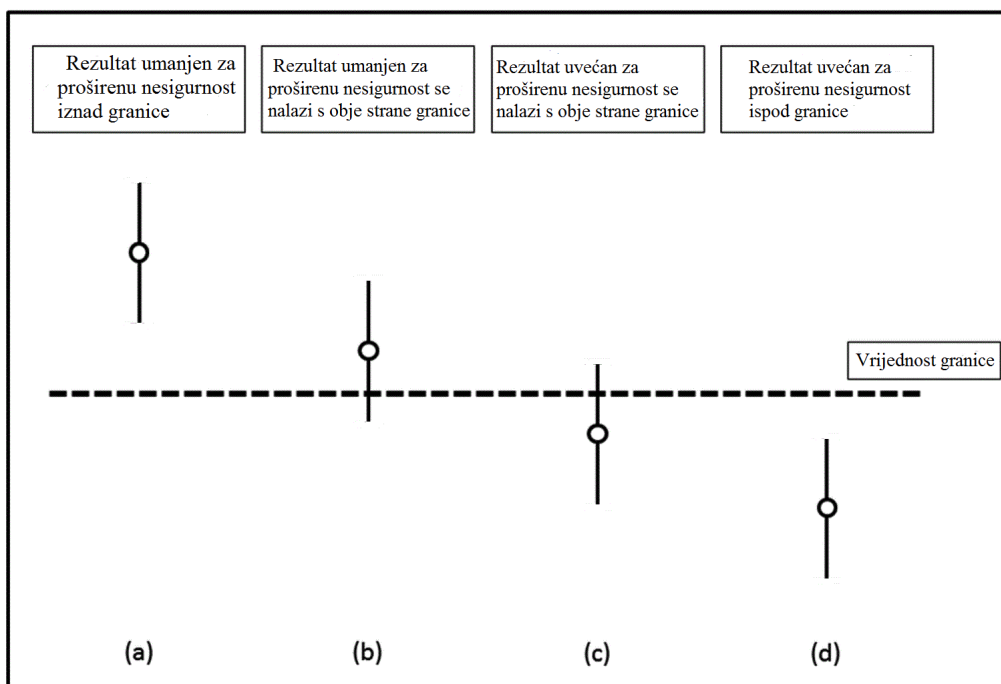 Rezultat umanjen za
proširenu nesigurnost
iznad granice
Rezultat umanjen za
proširenu nesigurnost se
nalazi s obje strane granice
Rezultat uvećan za
proširenu nesigurnost se
nalazi s obje strane granice
Rezultat uvećan za
proširenu nesigurnost
ispod granice
Vrijednost granice
(a)
(b)
(c)
(d)